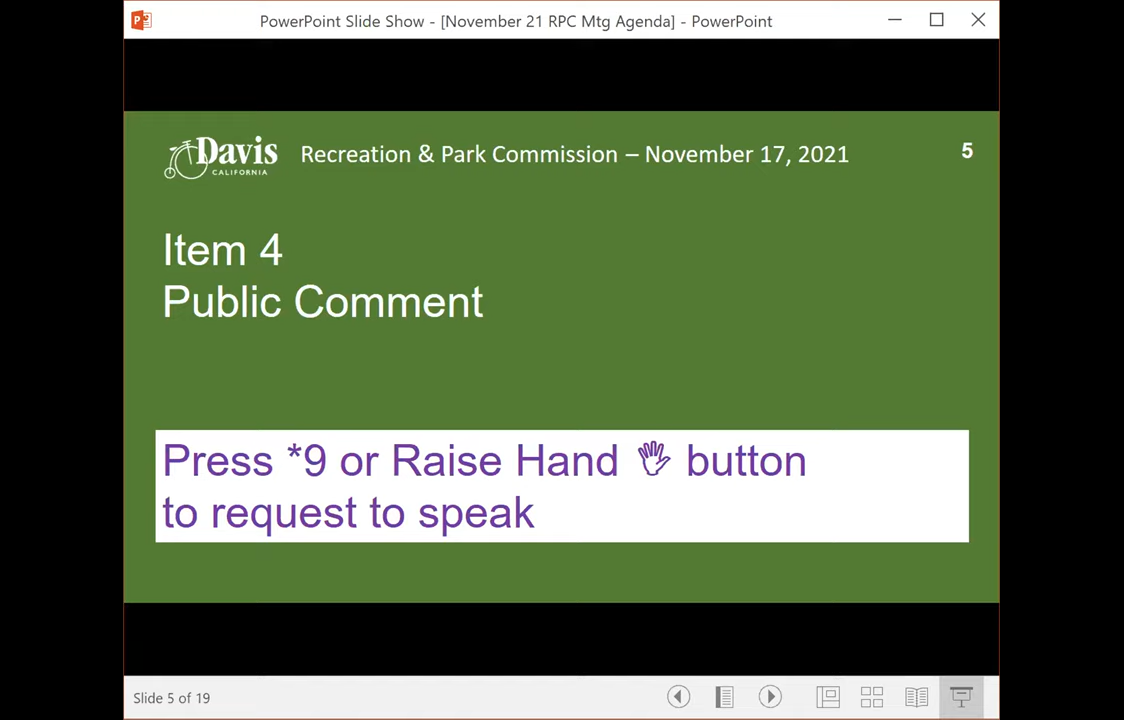 PowerPoint Slide Show - [November 21 RPC Mtg Agenda] - PowerPoint
Davis
CALIFORNIA
Recreation & Park Commission – November 17, 2021
5
Item 4
Public Comment
Press *9 or Raise Hand 🖐 button
to request to speak
Slide 5 of 19